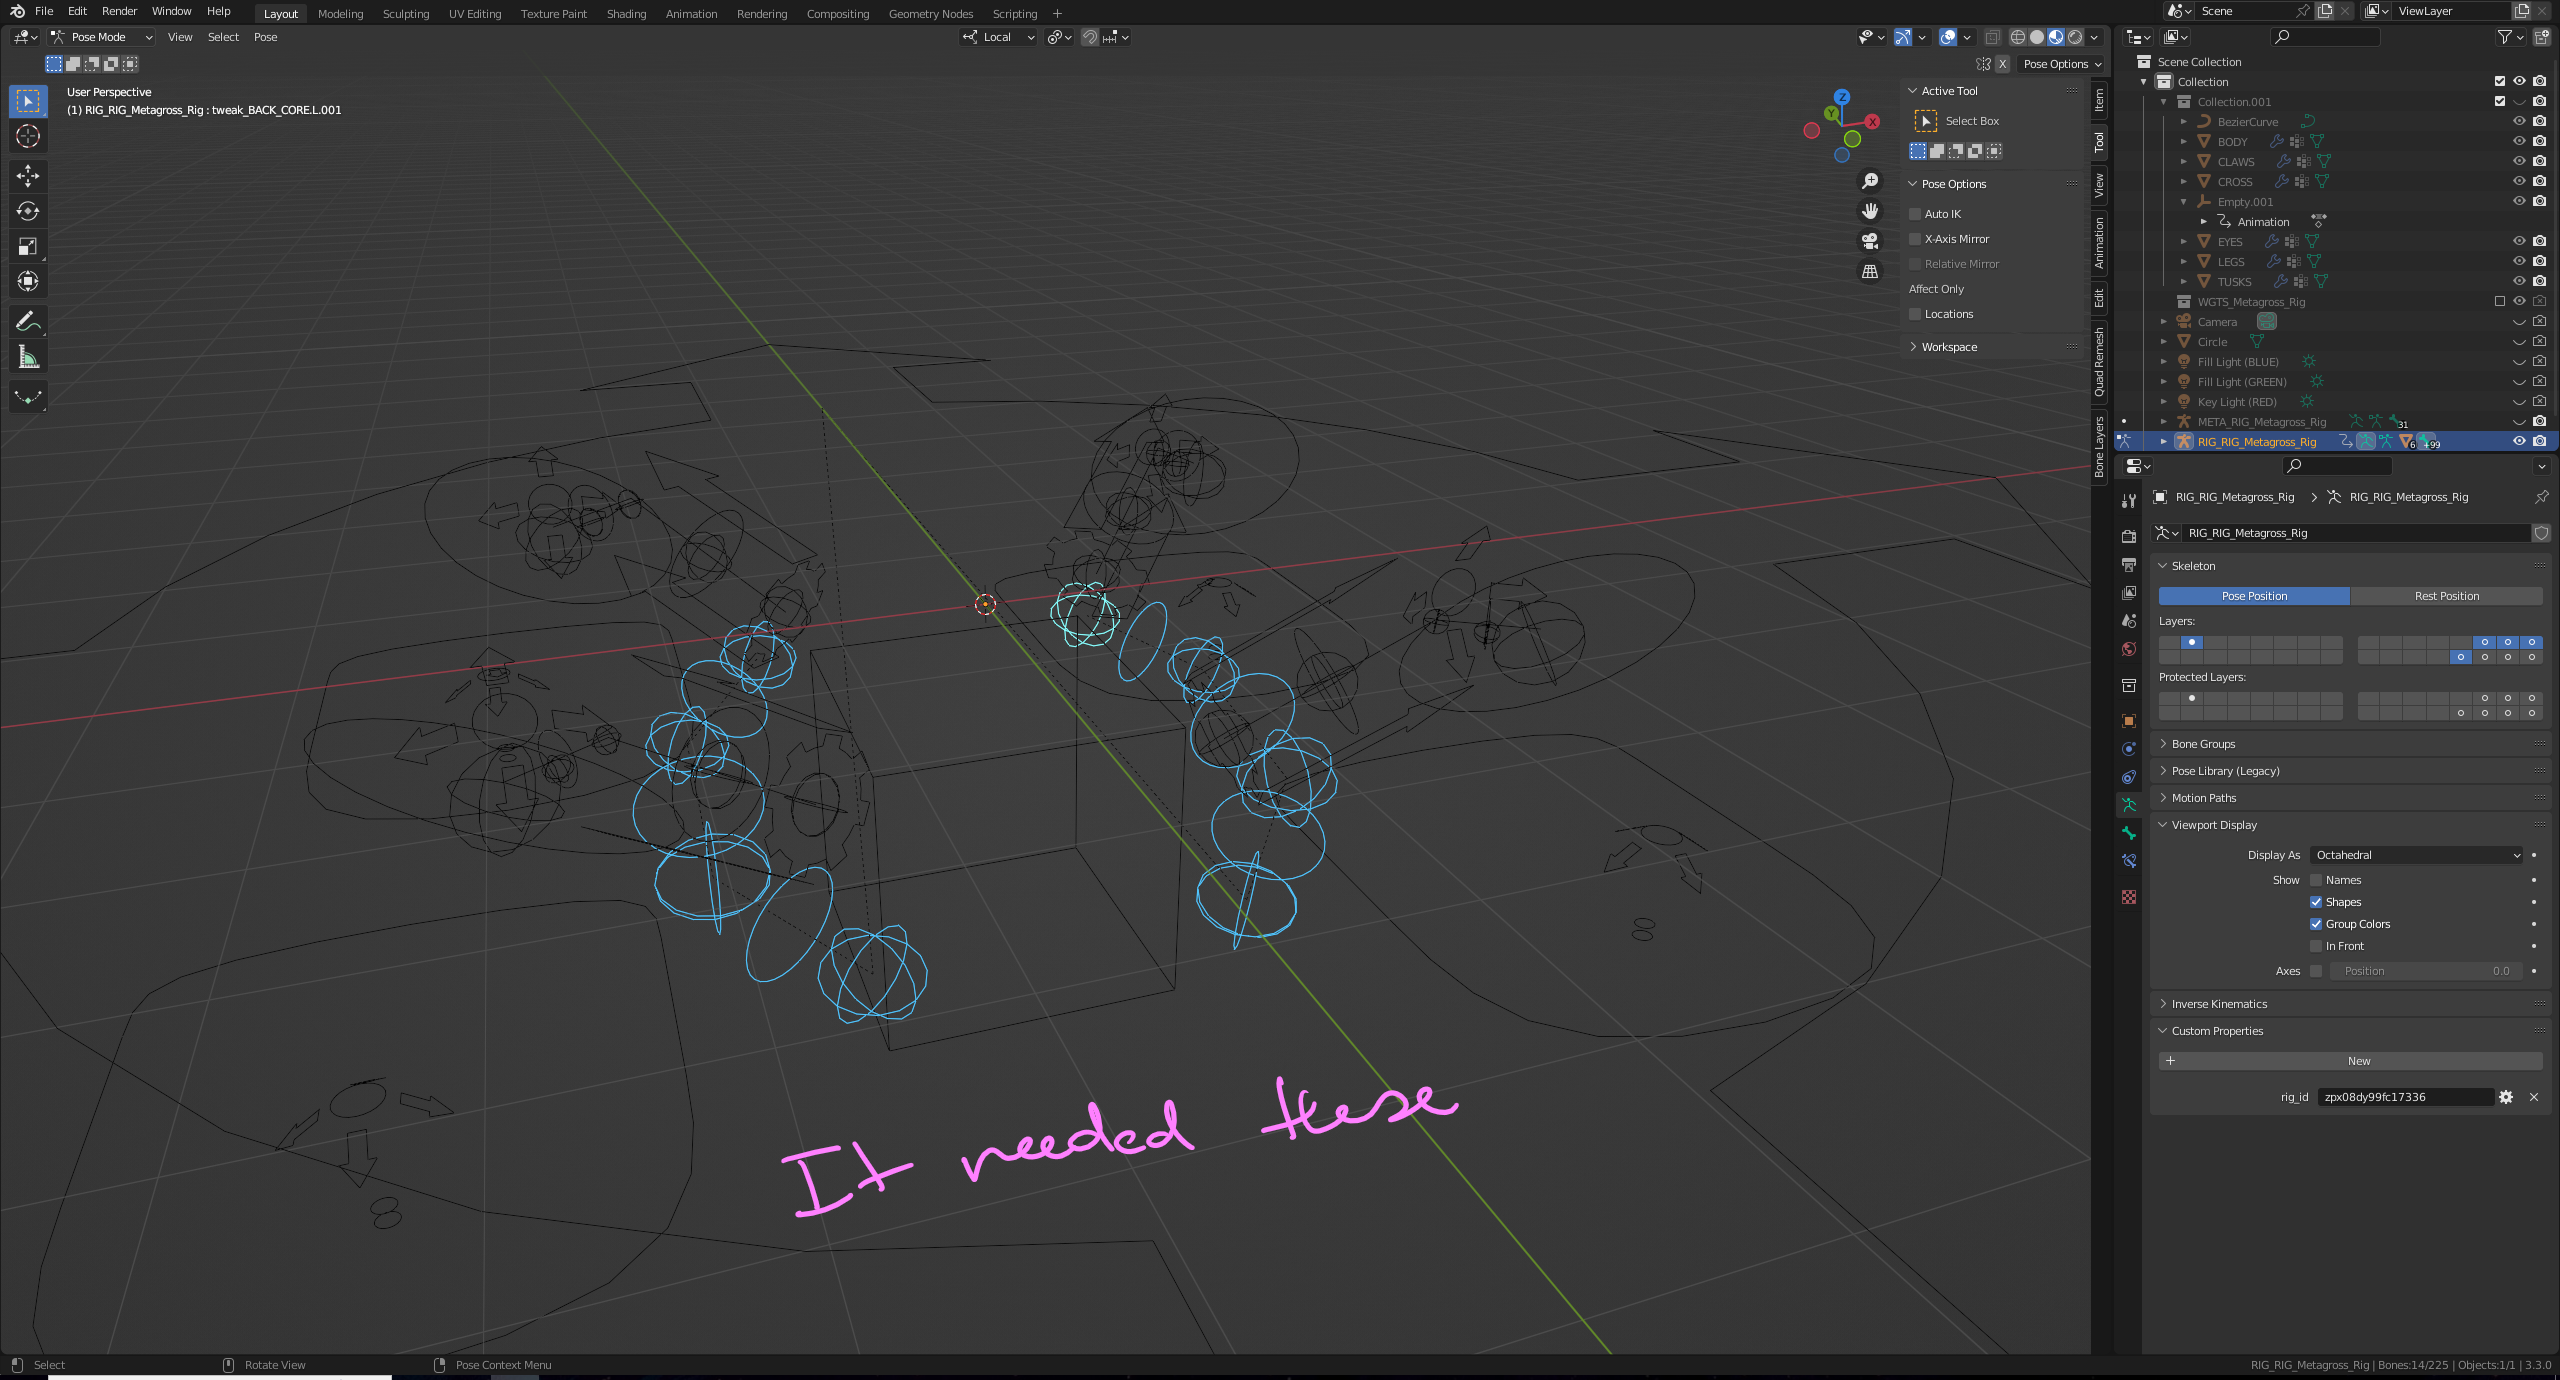 File Edit Render Window Help Layout Modeling Sculpting UV Editing Texture Paint Shading Animation Rendering Compositing Geometry Nodes Scripting + Scene ViewLayer
Pose Mode View Select Pose Local
X Pose Options
User Perspective
(1) RIG_RIG_Metagross_Rig : tweak_BACK_CORE.L.001
Z
Y
X
Active Tool
Select Box
Pose Options
Auto IK
X-Axis Mirror
Relative Mirror
Affect Only
Locations
Workspace
Item
Tool
View
Animation
Edit
Quad Remesh
Bone Layers
Scene Collection
Collection
Collection.001
BezierCurve
BODY
CLAWS
CROSS
Empty.001
Animation
EYES
LEGS
TUSKS
WGTS_Metagross_Rig
Camera
Circle
Fill Light (BLUE)
Fill Light (GREEN)
Key Light (RED)
META_RIG_Metagross_Rig 31
RIG_RIG_Metagross_Rig 6 +99
RIG_RIG_Metagross_Rig > RIG_RIG_Metagross_Rig
RIG_RIG_Metagross_Rig
Skeleton
Pose Position Rest Position
Layers:
Protected Layers:
Bone Groups
Pose Library (Legacy)
Motion Paths
Viewport Display
Display As Octahedral
Show Names
Shapes
Group Colors
In Front
Axes Position 0.0
Inverse Kinematics
Custom Properties
+ New
rig_id zpx08dy99fc17336
It needed these
Select Rotate View Pose Context Menu RIG_RIG_Metagross_Rig | Bones:14/225 | Objects:1/1 | 3.3.0